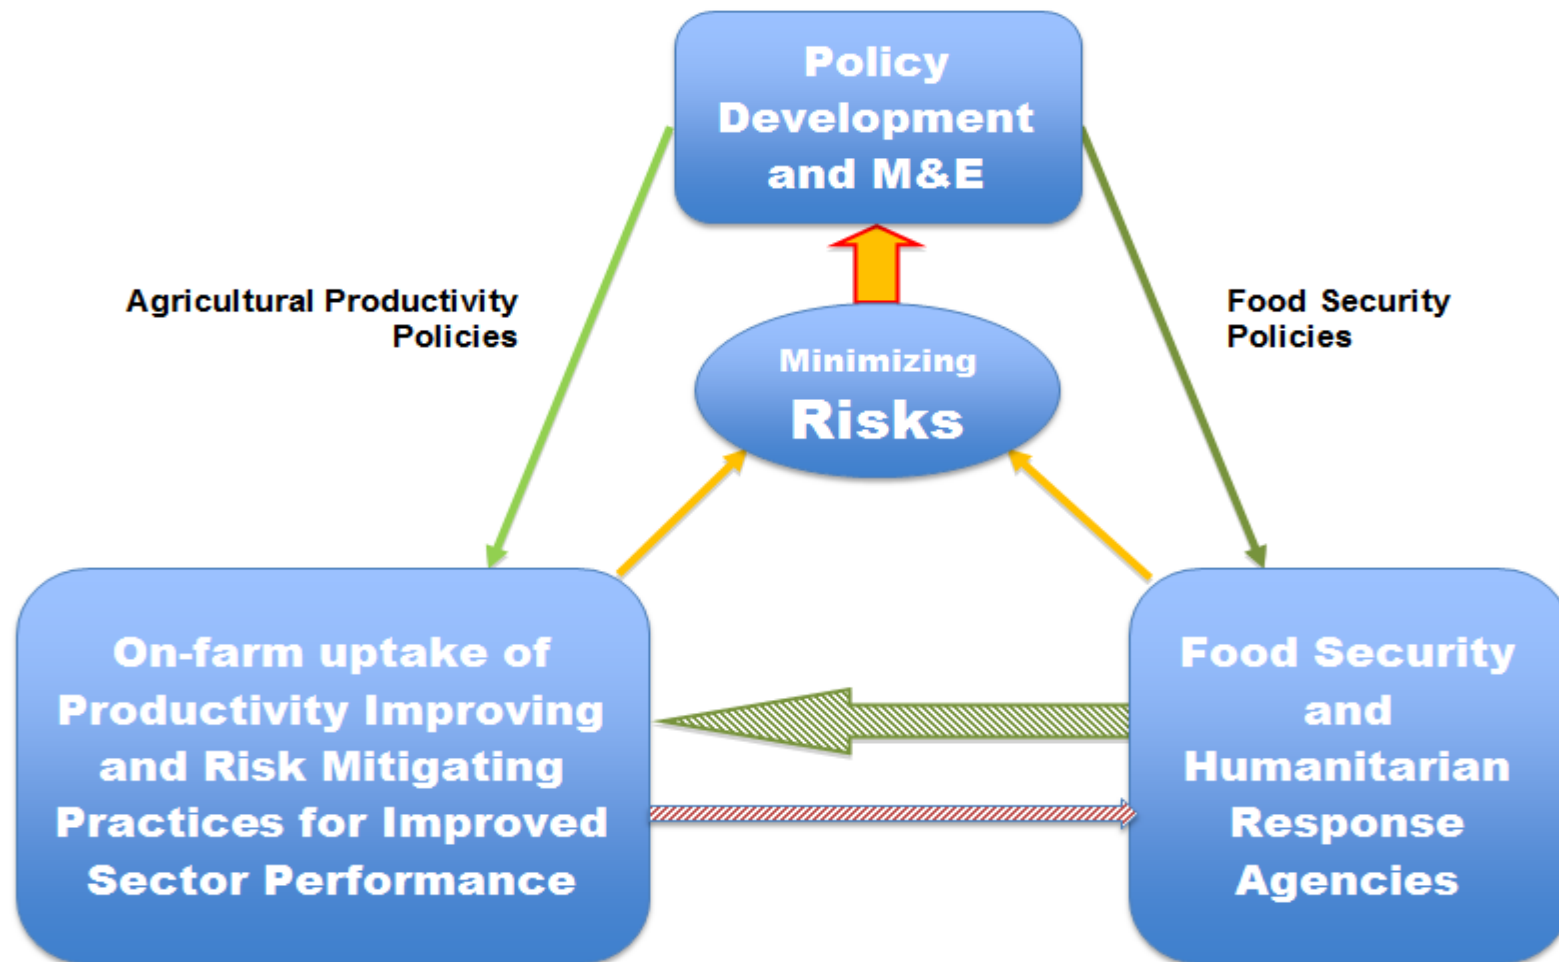 Policy
Development
and M&E
Agricultural Productivity
Policies
Food Security
Policies
Minimizing
Risks
On-farm uptake of
Productivity Improving
and Risk Mitigating
Practices for Improved
Sector Performance
Food Security
and
Humanitarian
Response
Agencies